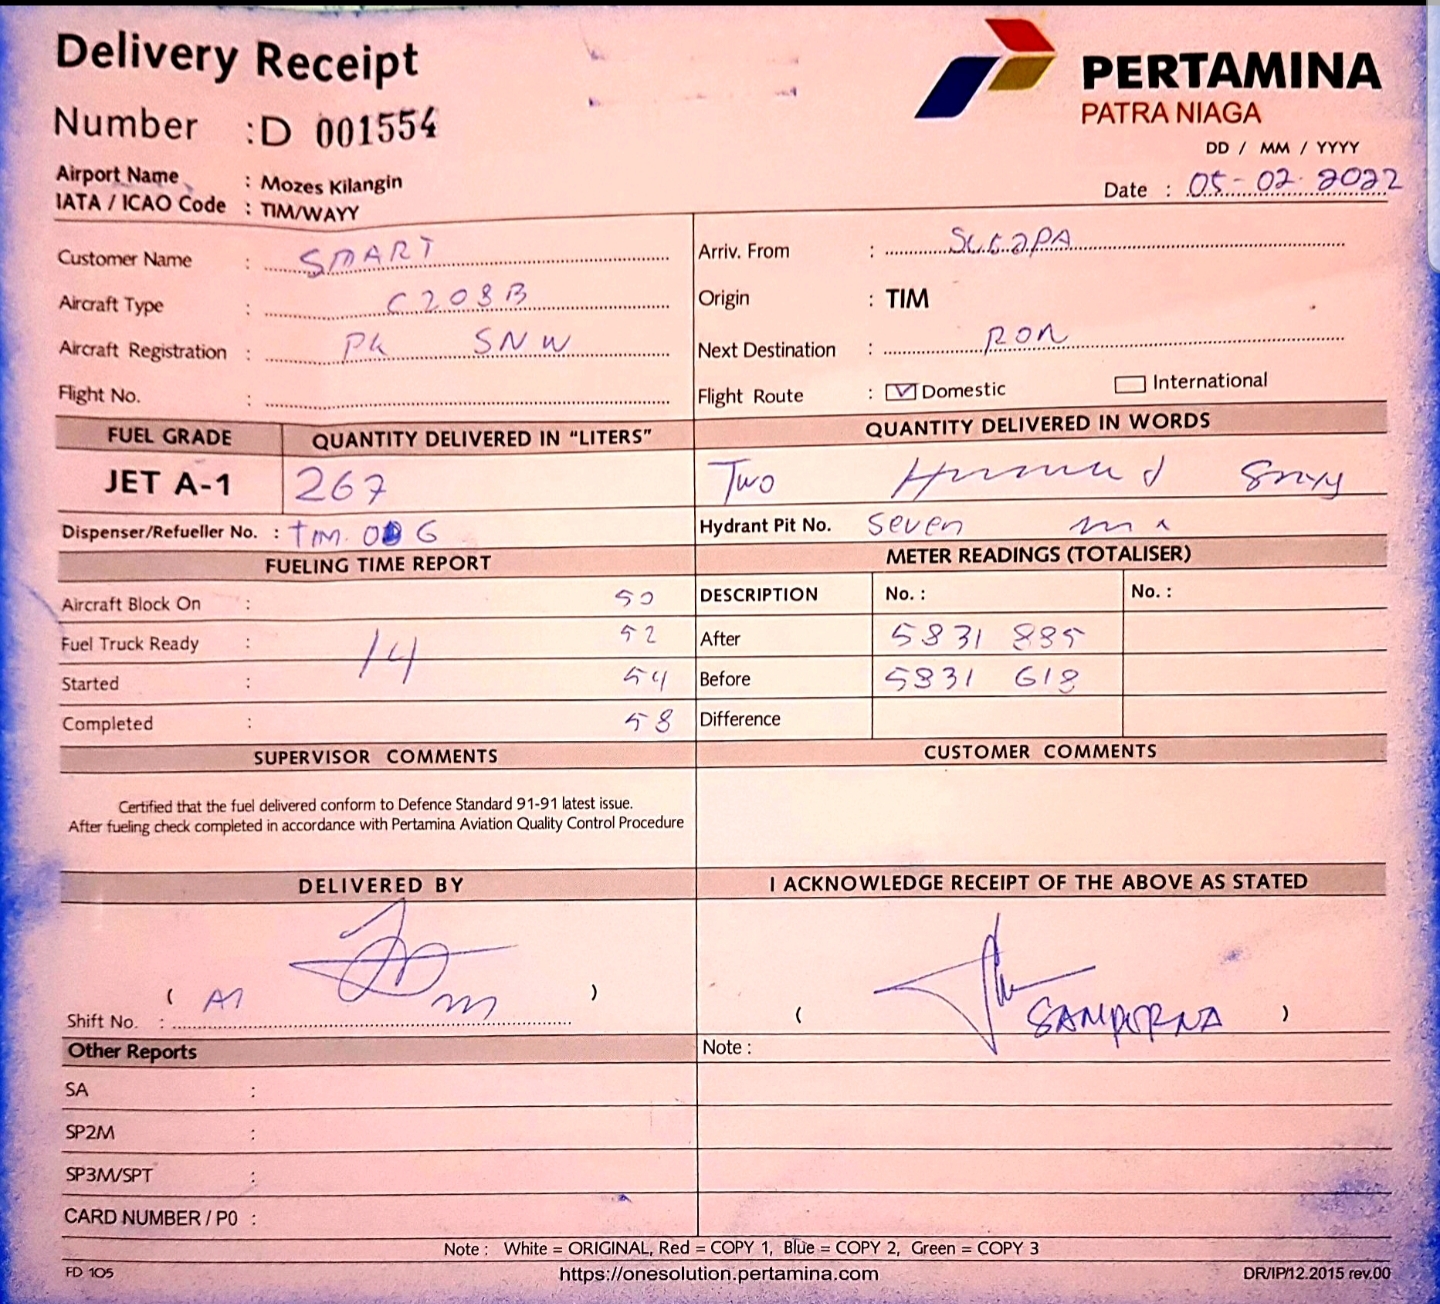 Delivery Receipt
PERTAMINA
PATRA NIAGA
Number :D 001554
DD / MM / YYYY
Airport Name : Mozes Kilangin
Date : 05-02-2022
IATA / ICAO Code : TIM/WAYY
Customer Name : SMART
Arriv. From :
Aircraft Type : C208B
Origin : TIM
Aircraft Registration : PK SNW
Next Destination : RON
Flight No. :
Flight Route : Domestic International
FUEL GRADE QUANTITY DELIVERED IN "LITERS" QUANTITY DELIVERED IN WORDS
JET A-1 267 Two Hundred Sixty
Dispenser/Refueller No. : TIM.
Hydrant Pit No. Seven
FUELING TIME REPORT METER READINGS (TOTALISER)
Aircraft Block On : 50
DESCRIPTION No. : No. :
Fuel Truck Ready : 14 52
After 5831 885
Started : 54
Before 5831 618
Completed : 58
Difference
SUPERVISOR COMMENTS CUSTOMER COMMENTS
Certified that the fuel delivered conform to Defence Standard 91-91 latest issue.
After fueling check completed in accordance with Pertamina Aviation Quality Control Procedure
DELIVERED BY I ACKNOWLEDGE RECEIPT OF THE ABOVE AS STATED
( )
Shift No. :
( SAMPURNA )
Other Reports
Note :
SA :
SP2M :
SP3M/SPT :
CARD NUMBER / P0 :
Note : White = ORIGINAL, Red = COPY 1, Blue = COPY 2, Green = COPY 3
FD 105 https://onesolution.pertamina.com DR/IP/12.2015 rev.00